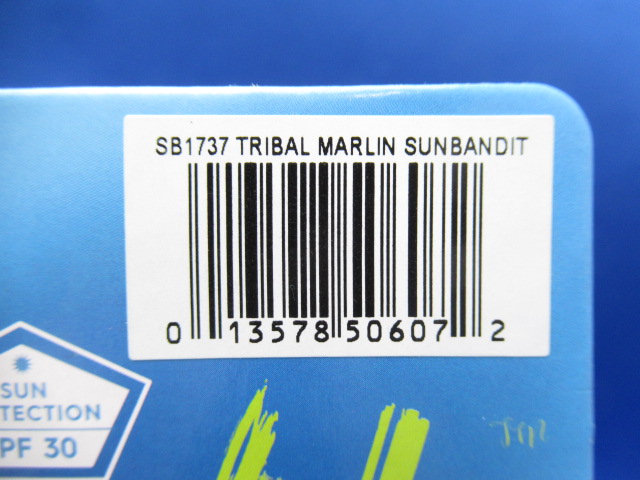 SB1737 TRIBAL MARLIN SUNBANDIT
0 13578 50607 2
SUN
TECTION
PF 30